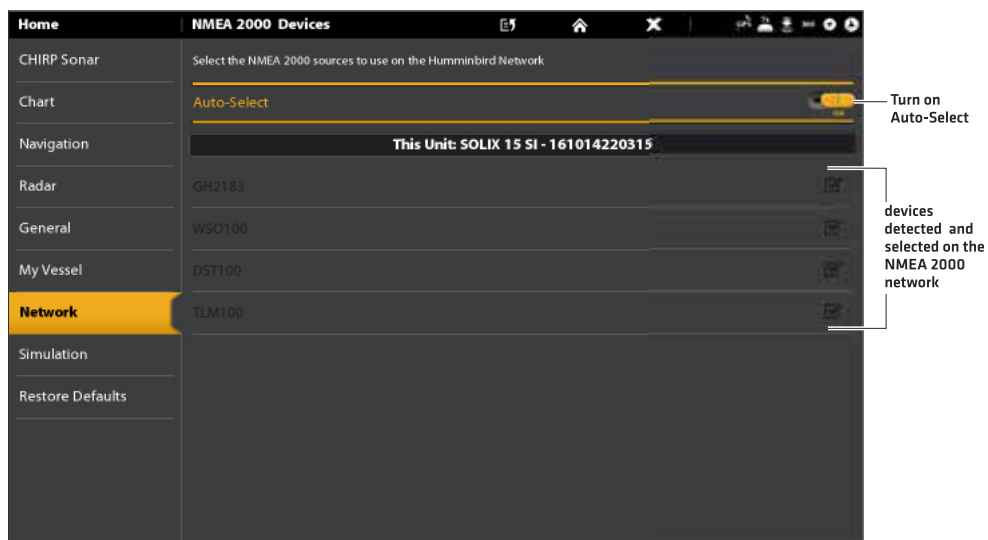 Home
NMEA 2000 Devices
CHIRP Sonar
Select the NMEA 2000 sources to use on the Humminbird Network
Chart
Auto-Select
Turn on
Auto-Select
Navigation
This Unit: SOLIX 15 SI - 161014220315
Radar
GH2183
General
WSO100
My Vessel
DST100
Network
TLM100
devices
detected and
selected on the
NMEA 2000
network
Simulation
Restore Defaults